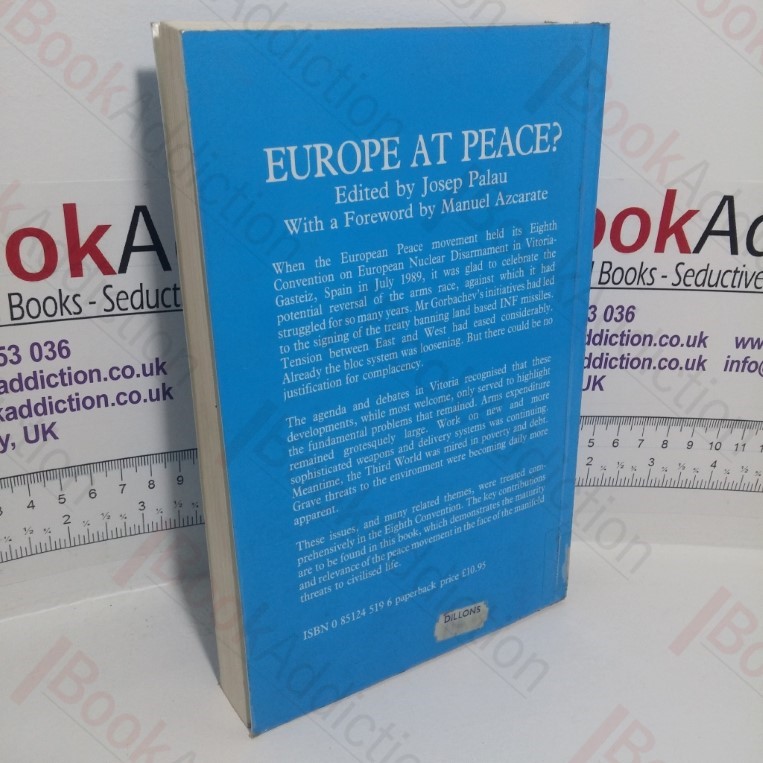 EUROPE AT PEACE?
Edited by Josep Palau
With a Foreword by Manuel Azcarate
When the European Peace movement held its Eighth
Convention on European Nuclear Disarmament in Vitoria-
Gasteiz, Spain in July 1989, it was glad to celebrate the
potential reversal of the arms race, against which it had
struggled for so many years. Mr Gorbachev's initiatives had led
to the signing of the treaty banning land based INF missiles.
Tension between East and West had eased considerably.
Already the bloc system was loosening. But there could be no
justification for complacency.
The agenda and debates in Vitoria recognised that these
developments, while most welcome, only served to highlight
the fundamental problems that remained. Arms expenditure
remained grotesquely large. Work on new and more
sophisticated weapons and delivery systems was continuing.
Meantime, the Third World was mired in poverty and debt.
Grave threats to the environment were becoming daily more
apparent.
These issues, and many related themes, were treated com-
prehensively in the Eighth Convention. The key contributions
are to be found in this book, which demonstrates the maturity
and relevance of the peace movement in the face of the manifold
threats to civilised life.
ISBN 0 85124 519 6 paperback price £10.95
DILLONS
ookA
Books - Seduct
53 036
addiction.co.uk
kaddiction.co.uk
y, UK
ookAd
Books - Seductive
53 036
addiction.co.uk ww
addiction.co.uk info@
UK
BookAddiction